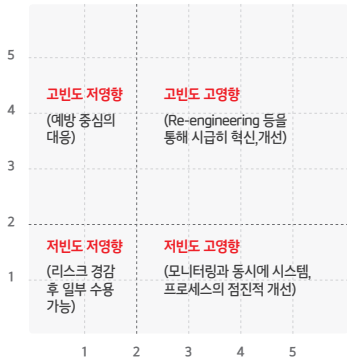 5
고빈도 저영향
(예방 중심의
대응)
고빈도 고영향
(Re-engineering 등을
통해 시급히 혁신,개선)
4
3
2
저빈도 저영향
(리스크 경감
후 일부 수용
가능)
저빈도 고영향
(모니터링과 동시에 시스템,
프로세스의 점진적 개선)
1
1 2 3 4 5